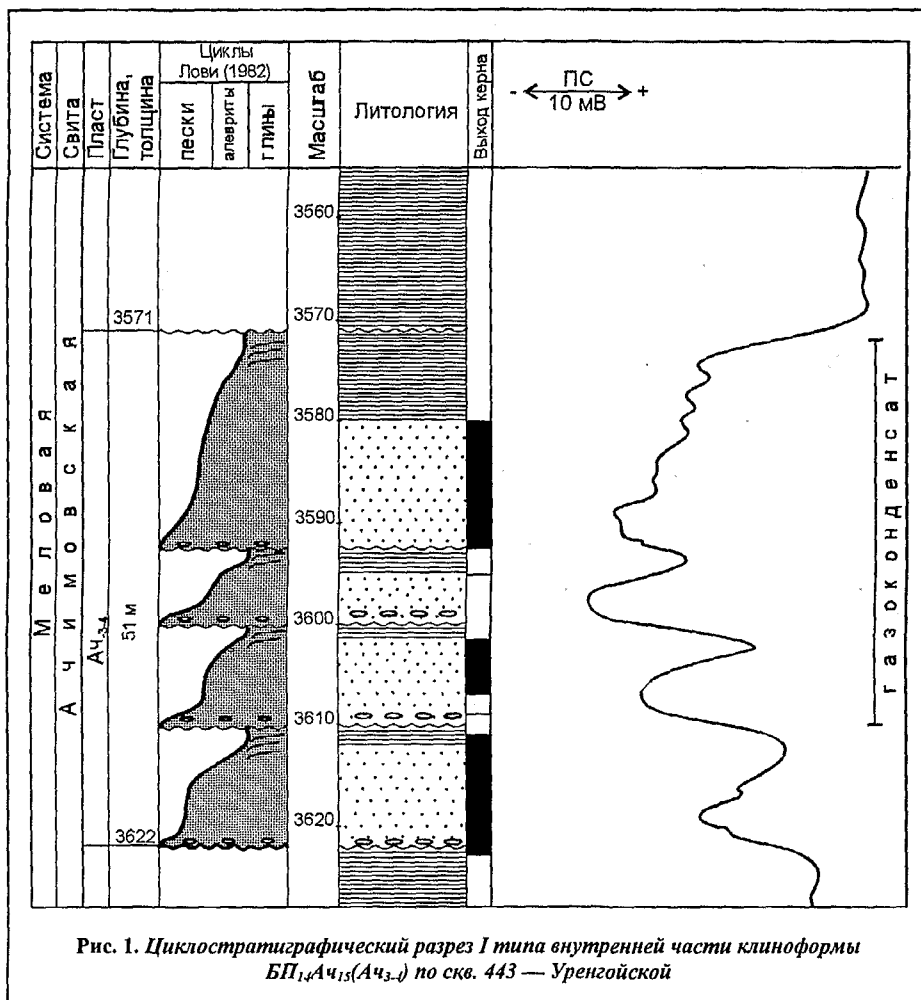 Система
Свита
Пласт
Глубина, толщина
Циклы
Лови (1982)
пески
алевриты
глины
Масштаб
Литология
Выход керна
- ПС +
10 мВ
Меловая
Ачимовская
Ач3-4
3571
51 м
3622
3560
3570
3580
3590
3600
3610
3620
газоконденсат
Рис. 1. Циклостратиграфический разрез I типа внутренней части клиноформы
БП14Ач15(Ач3-4) по скв. 443 — Уренгойской